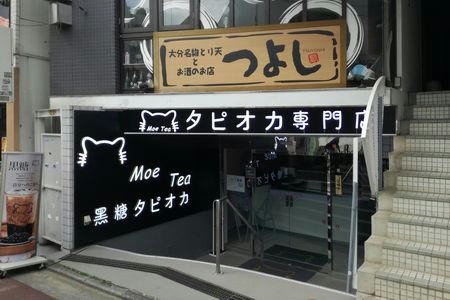 大分名物とり天
と
お酒のお店
つよし
TSUYOSHI
Moe Tea
タピオカ専門店
Moe
Tea
黒糖タピオカ
黒糖